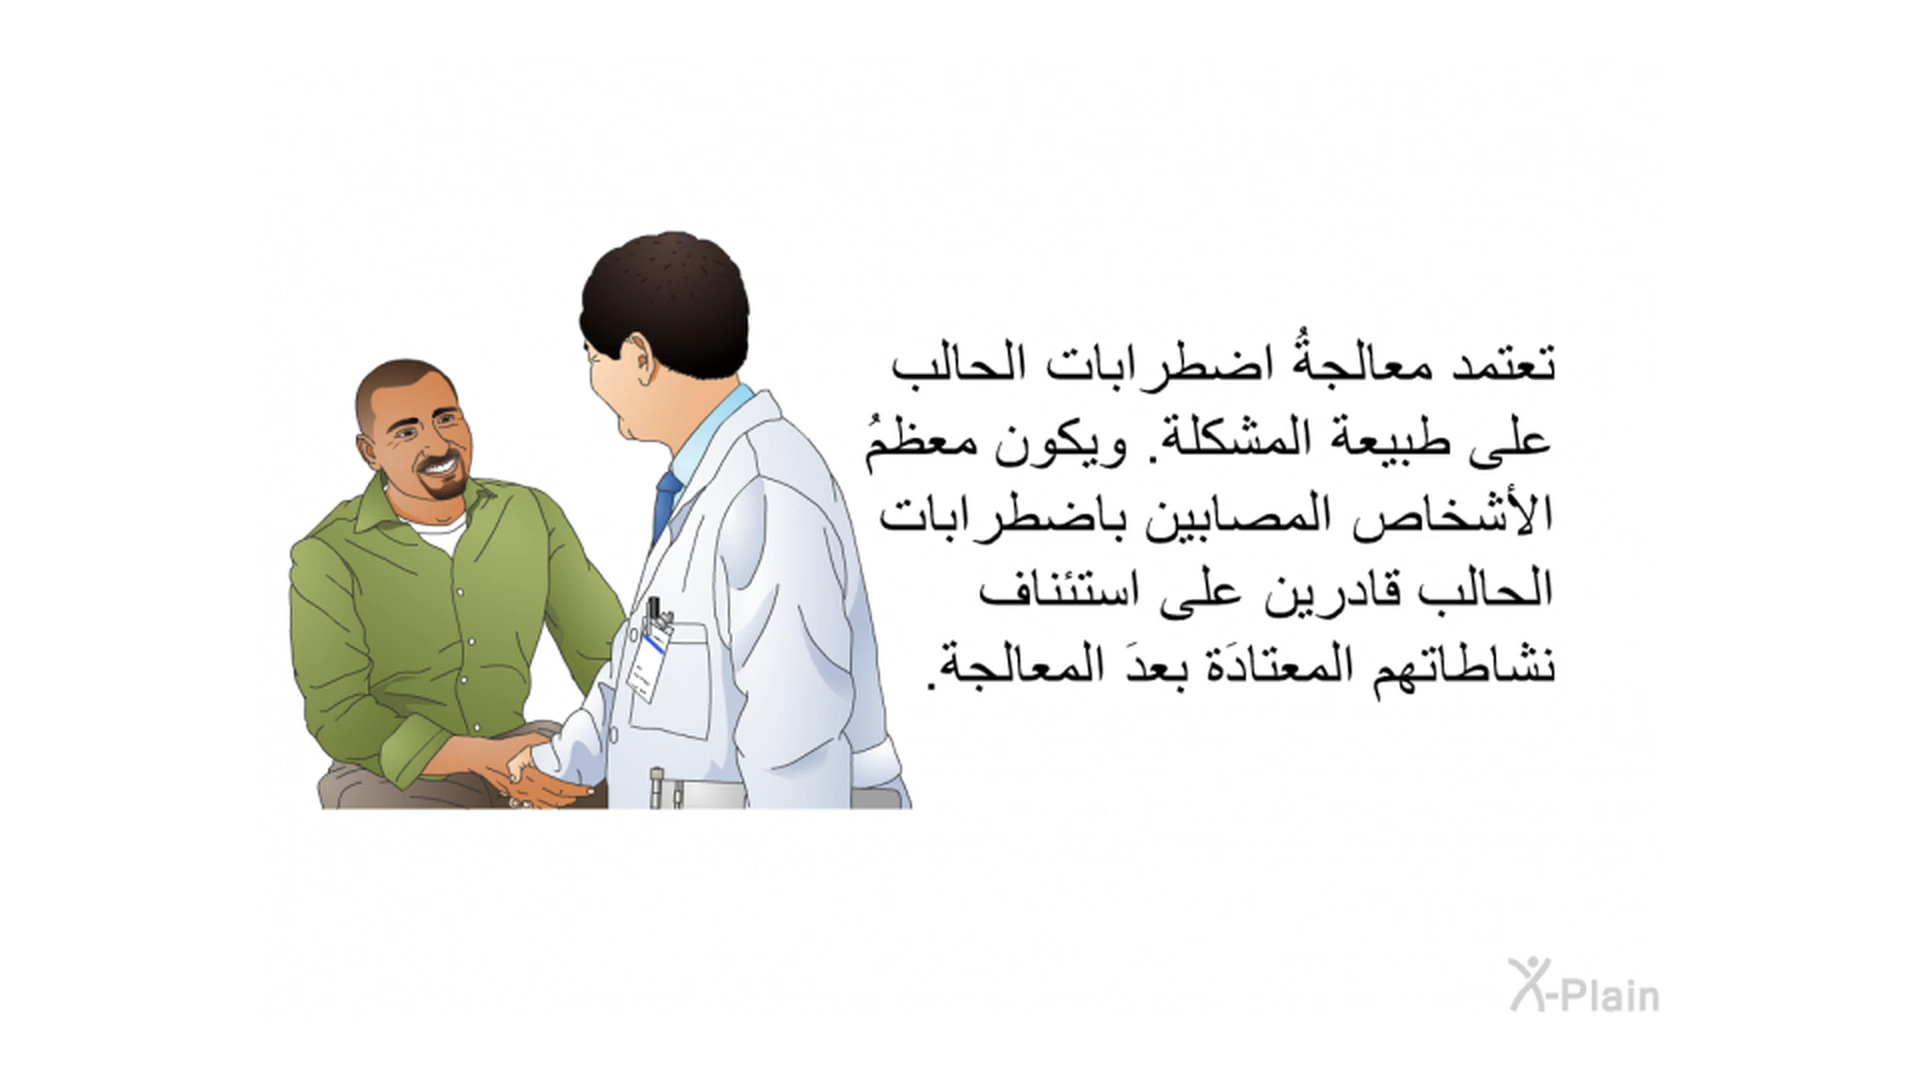 تعتمد معالجةُ اضطرابات الحالب
على طبيعة المشكلة. ويكون معظمُ
الأشخاص المصابين باضطرابات
الحالب قادرين على استئناف
نشاطاتهم المعتادَة بعدَ المعالجة.
X-Plain